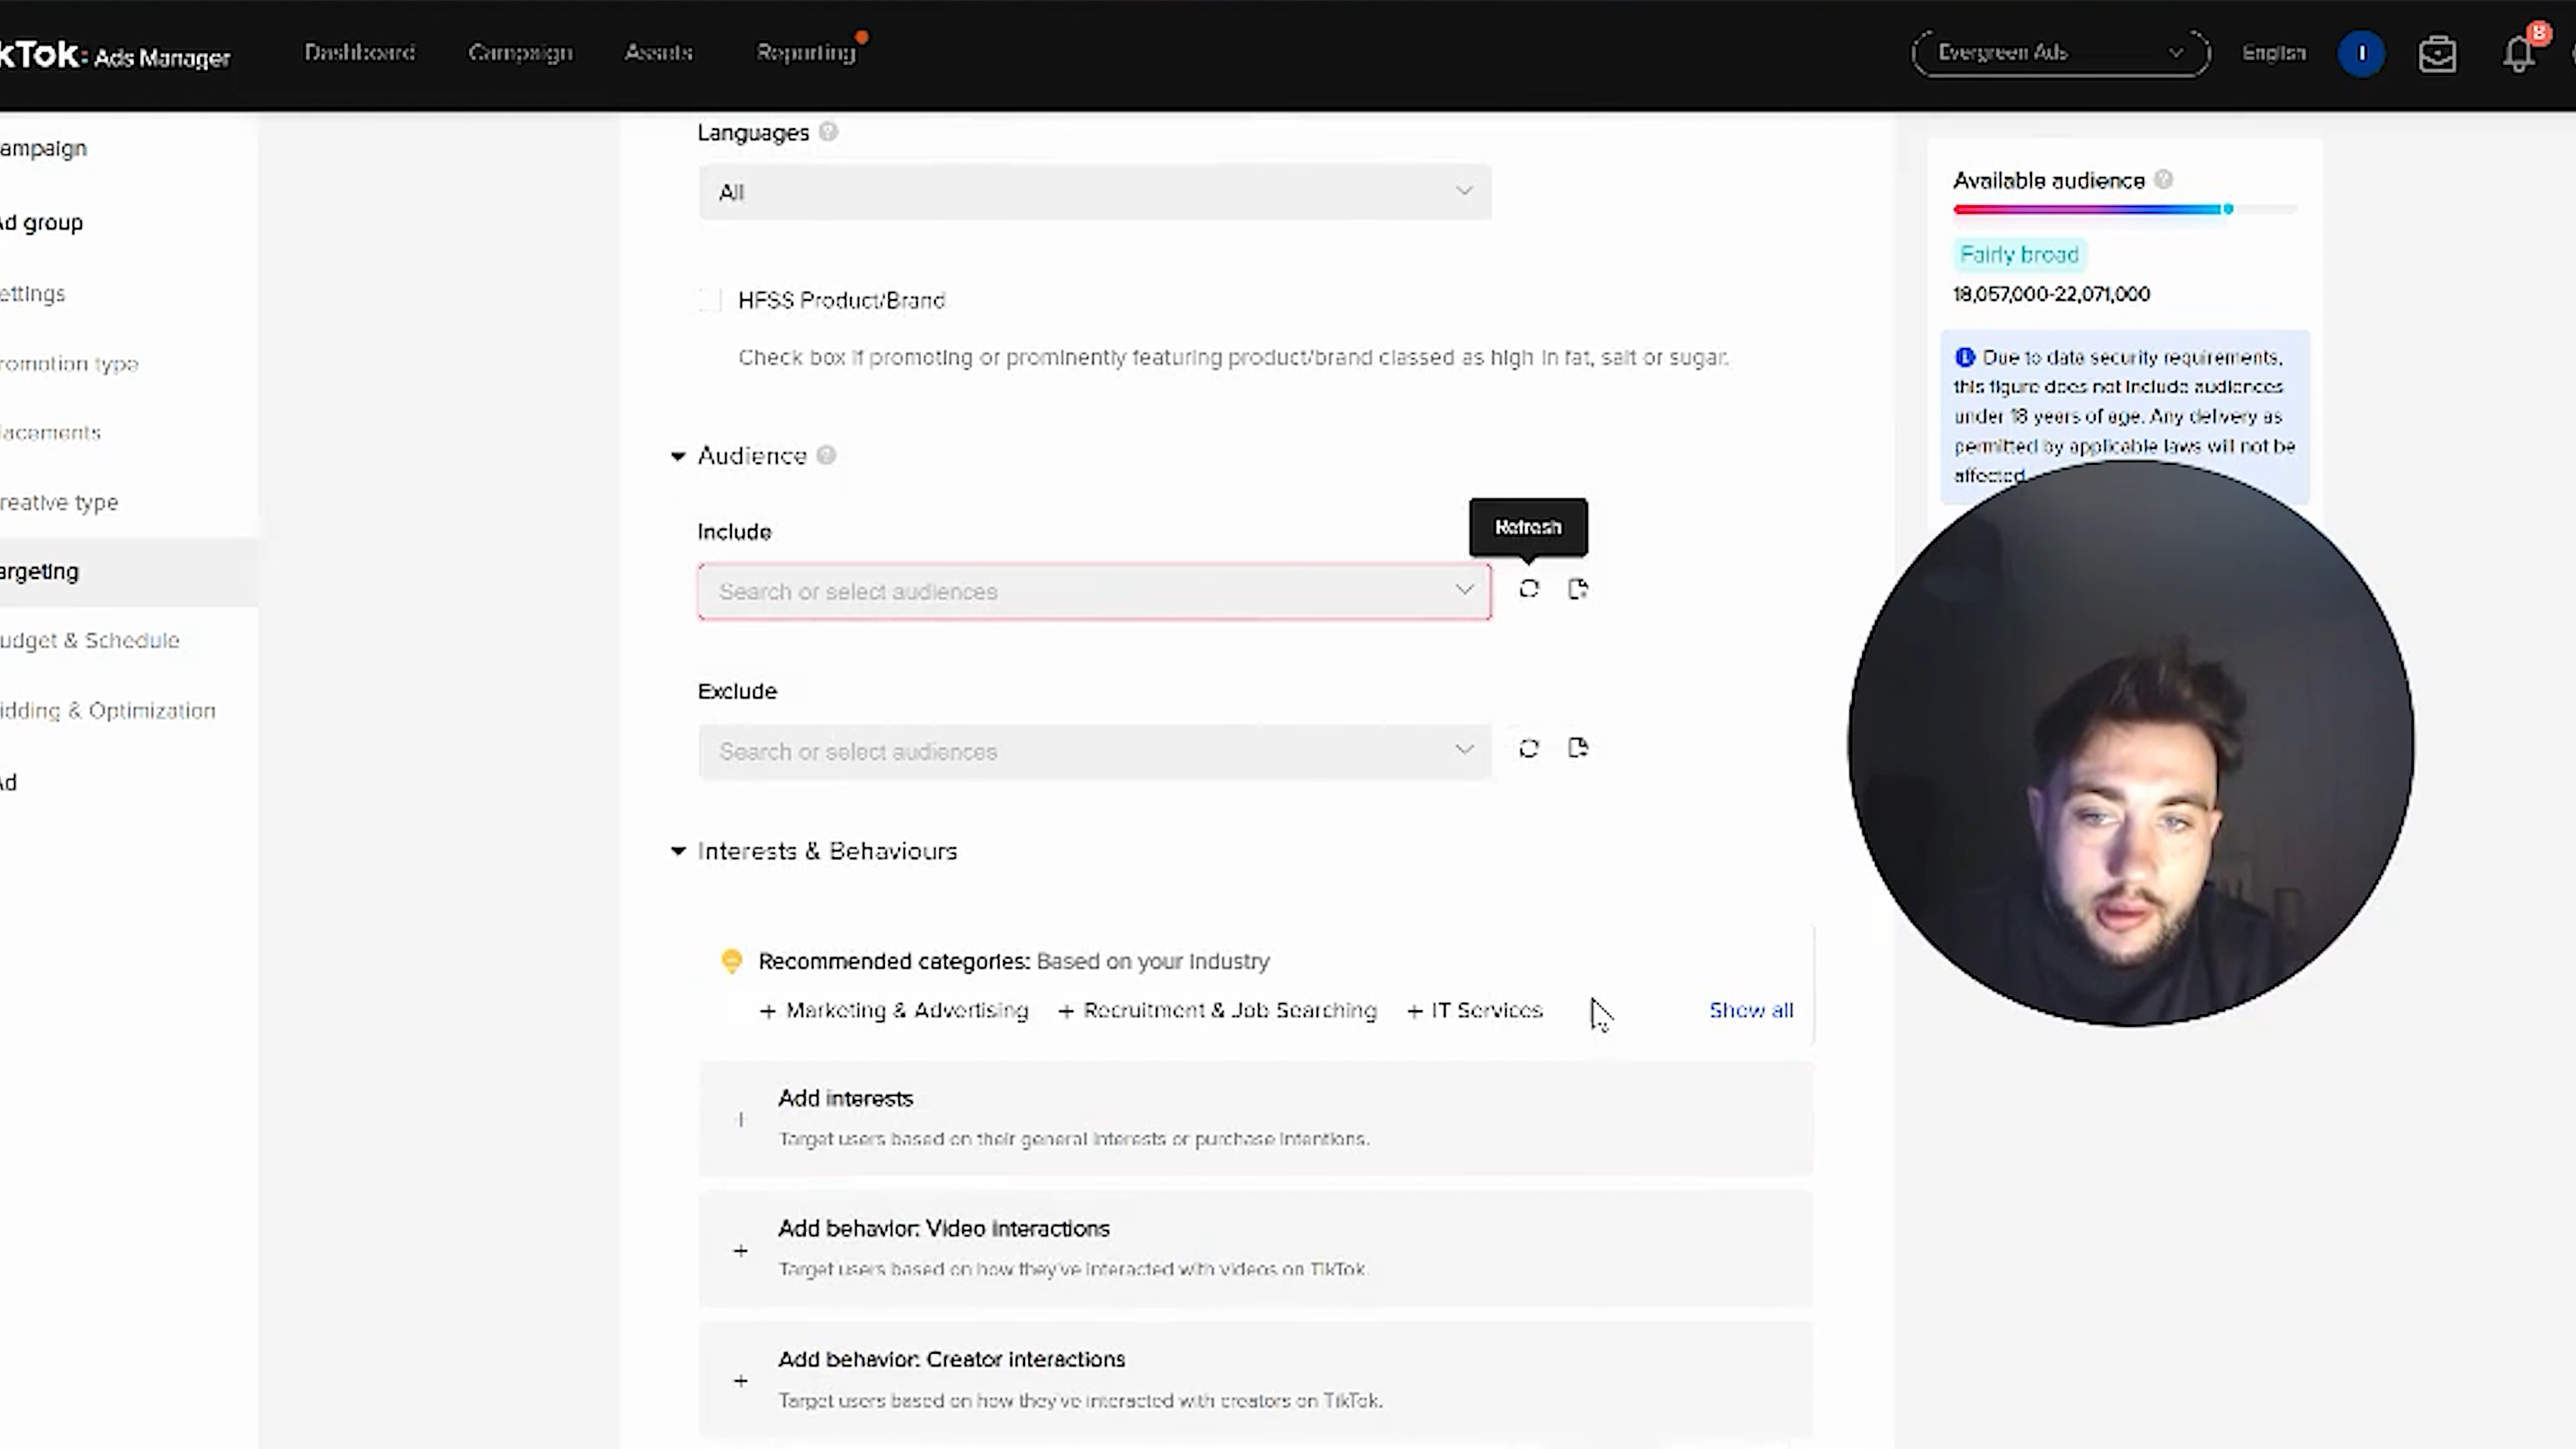 kTok: Ads Manager
Dashboard
Campaign
Assets
Reporting
Evergreen Ads
English
I
8
ampaign
Ad group
ettings
romotion type
lacements
reative type
argeting
udget & Schedule
idding & Optimization
Ad
Languages
All
HFSS Product/Brand
Check box if promoting or prominently featuring product/brand classed as high in fat, salt or sugar.
Audience
Refresh
Include
Search or select audiences
Exclude
Search or select audiences
Interests & Behaviours
Recommended categories: Based on your industry
+ Marketing & Advertising + Recruitment & Job Searching + IT Services Show all
Add interests
Target users based on their general interests or purchase intentions.
Add behavior: Video interactions
Target users based on how they've interacted with videos on TikTok.
Add behavior: Creator interactions
Target users based on how they've interacted with creators on TikTok.
Available audience
Fairly broad
18,057,000-22,071,000
Due to data security requirements,
this figure does not include audiences
under 18 years of age. Any delivery as
permitted by applicable laws will not be
affected.